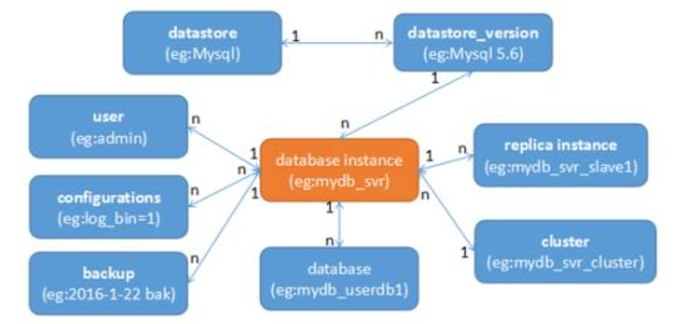 datastore
(eg:Mysql)
1
n
datastore_version
(eg:Mysql 5.6)
1
n
user
(eg:admin)
n
1
database instance
(eg:mydb_svr)
1
n
replica instance
(eg:mydb_svr_slave1)
configurations
(eg:log_bin=1)
n
n
1
n
1
n
1
cluster
(eg:mydb_svr_cluster)
backup
(eg:2016-1-22 bak)
n
database
(eg:mydb_userdb1)